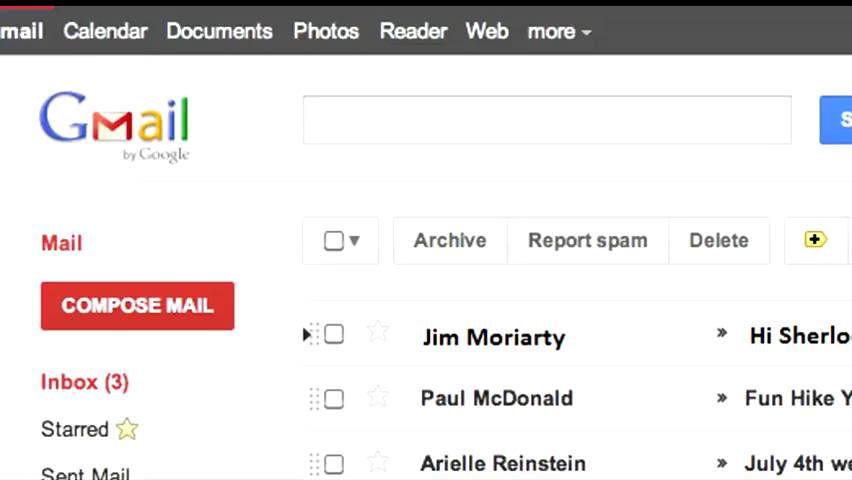 mail Calendar Documents Photos Reader Web more
Gmail
by Google
S
Mail
Archive Report spam Delete
COMPOSE MAIL
Jim Moriarty » Hi Sherlo
Inbox (3)
Paul McDonald » Fun Hike Y
Starred
Arielle Reinstein » July 4th we
Sent Mail